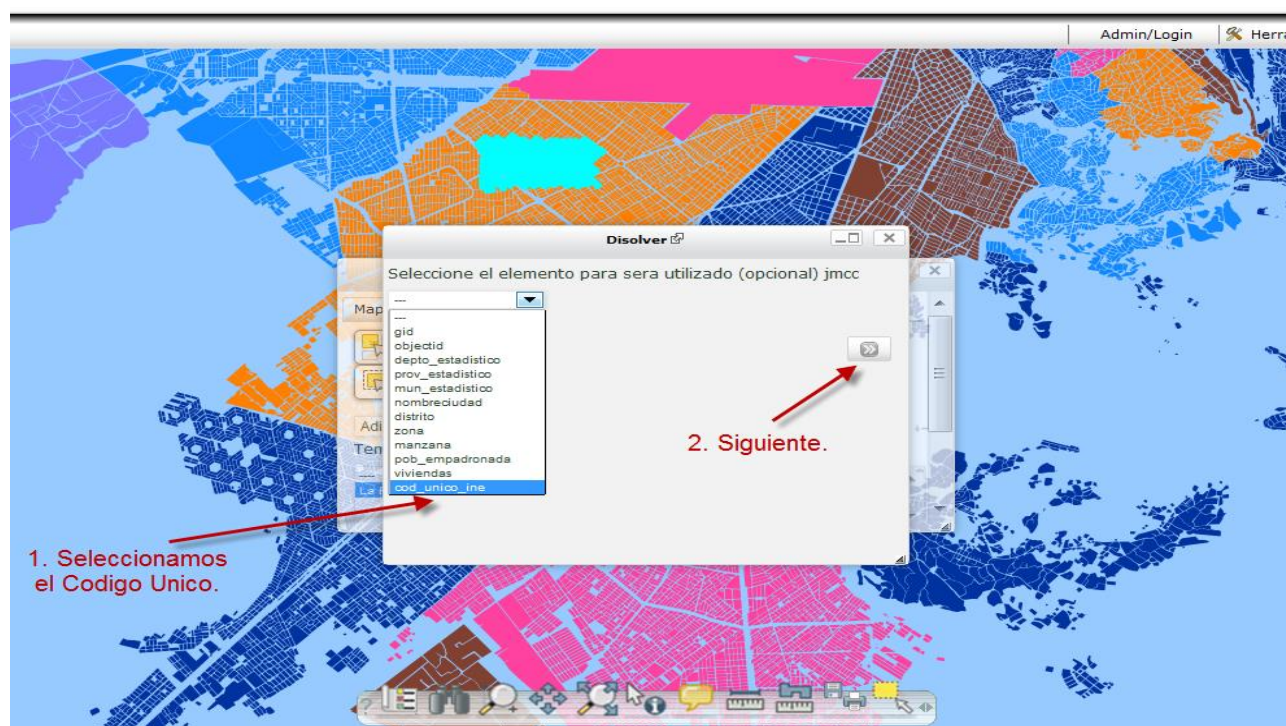 Admin/Login
Herra
Disolver
Seleccione el elemento para sera utilizado (opcional) jmcc
---
Map
---
gid
objectid
depto_estadistico
prov_estadistico
mun_estadistico
nombreciudad
distrito
zona
manzana
pob_empadronada
viviendas
cod_unico_ine
Adi
Ten
2. Siguiente.
1. Seleccionamos
el Codigo Unico.
?